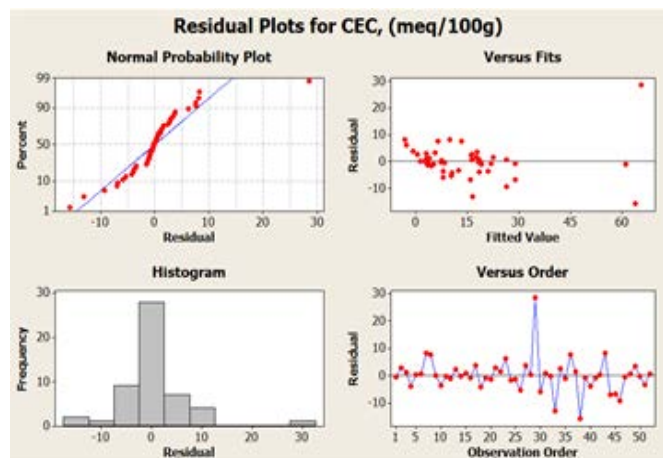 Residual Plots for CEC, (meq/100g)
Normal Probability Plot
99
90
50
10
1
Percent
-10 0 10 20 30
Residual
Versus Fits
30
20
10
0
-10
Residual
0 15 30 45 60
Fitted Value
Histogram
30
20
10
0
Frequency
-10 0 10 20 30
Residual
Versus Order
30
20
10
0
-10
Residual
1 5 10 15 20 25 30 35 40 45 50
Observation Order